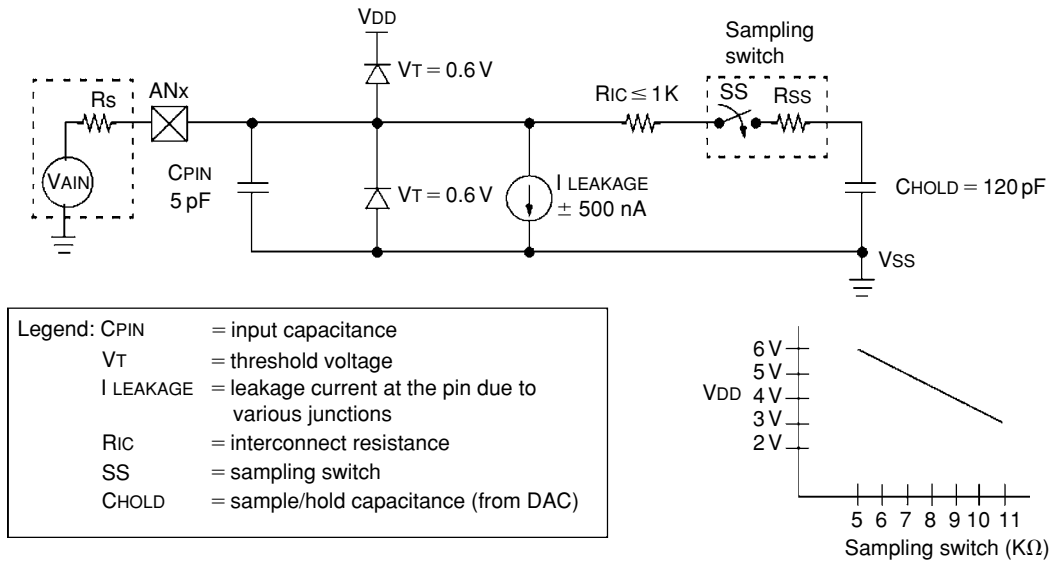 VDD
Sampling
switch
VT = 0.6 V
RS
ANx
RIC ≤ 1K
SS
RSS
VAIN
CPIN
5 pF
VT = 0.6 V
I LEAKAGE
± 500 nA
CHOLD = 120 pF
VSS
Legend: CPIN = input capacitance
VT = threshold voltage
I LEAKAGE = leakage current at the pin due to
various junctions
RIC = interconnect resistance
SS = sampling switch
CHOLD = sample/hold capacitance (from DAC)
6 V
5 V
VDD 4 V
3 V
2 V
5 6 7 8 9 10 11
Sampling switch (KΩ)